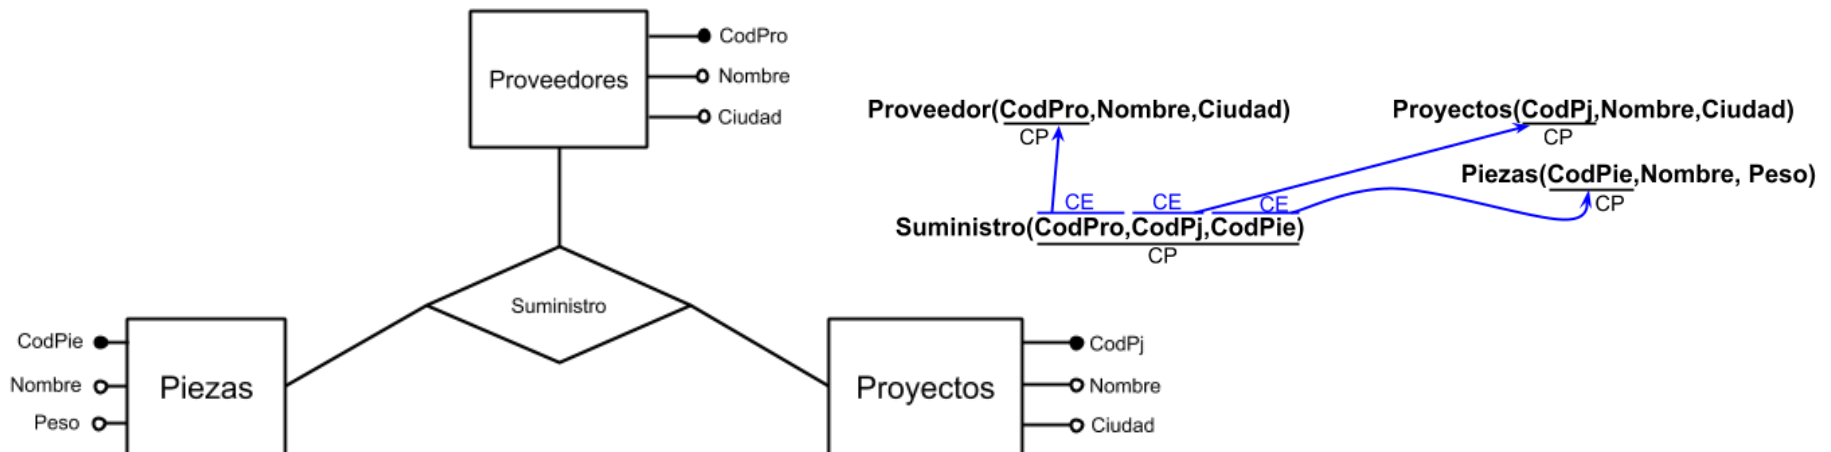 CodPro
Proveedores
Nombre
Ciudad
Proveedor(CodPro,Nombre,Ciudad)
CP
Proyectos(CodPj,Nombre,Ciudad)
CP
Piezas(CodPie,Nombre, Peso)
CP
CE CE CE
Suministro(CodPro,CodPj,CodPie)
CP
Suministro
CodPie
Nombre
Peso
Piezas
Proyectos
CodPj
Nombre
Ciudad